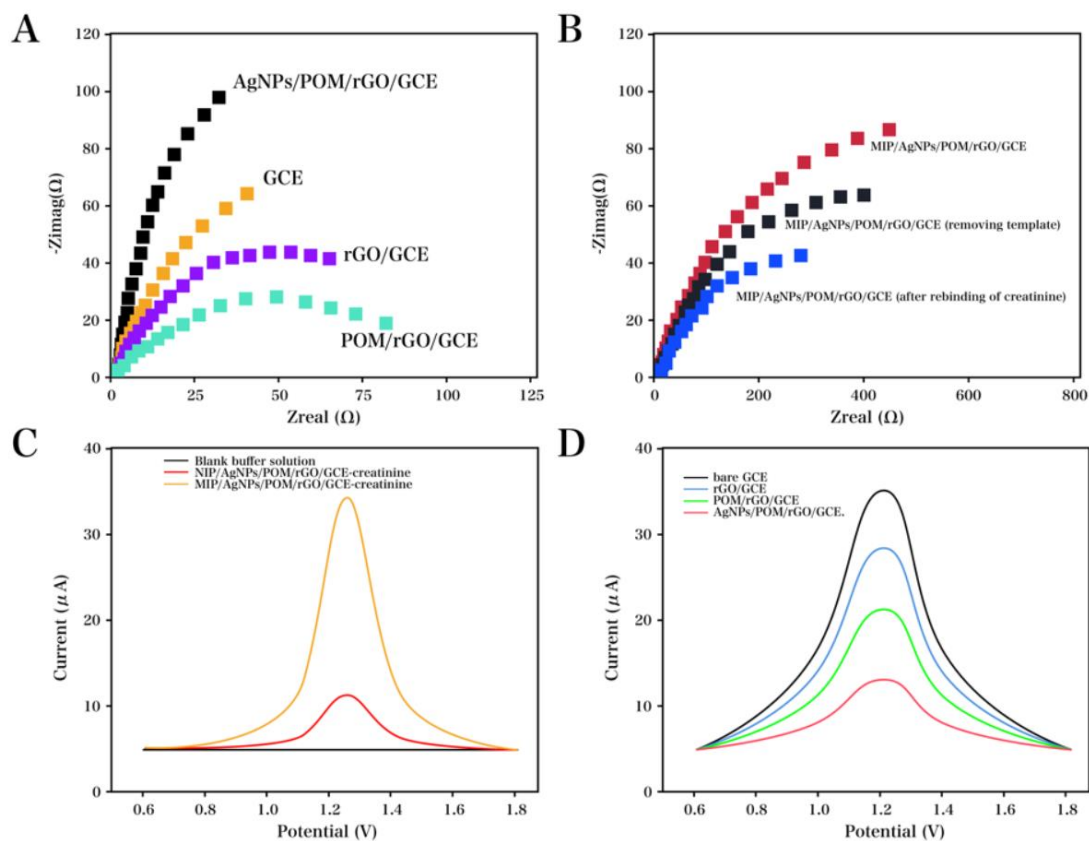 A
120
100
80
60
40
20
0
-Zimag(Ω)
AgNPs/POM/rGO/GCE
GCE
rGO/GCE
POM/rGO/GCE
0 25 50 75 100 125
Zreal (Ω)
B
120
100
80
60
40
20
0
-Zimag(Ω)
MIP/AgNPs/POM/rGO/GCE
MIP/AgNPs/POM/rGO/GCE (removing template)
MIP/AgNPs/POM/rGO/GCE (after rebinding of creatinine)
0 200 400 600 800
Zreal (Ω)
C
40
30
20
10
0
Current (μA)
Blank buffer solution
NIP/AgNPs/POM/rGO/GCE-creatinine
MIP/AgNPs/POM/rGO/GCE-creatinine
0.6 0.8 1.0 1.2 1.4 1.6 1.8
Potential (V)
D
40
30
20
10
0
Current (μA)
bare GCE
rGO/GCE
POM/rGO/GCE
AgNPs/POM/rGO/GCE.
0.6 0.8 1.0 1.2 1.4 1.6 1.8
Potential (V)